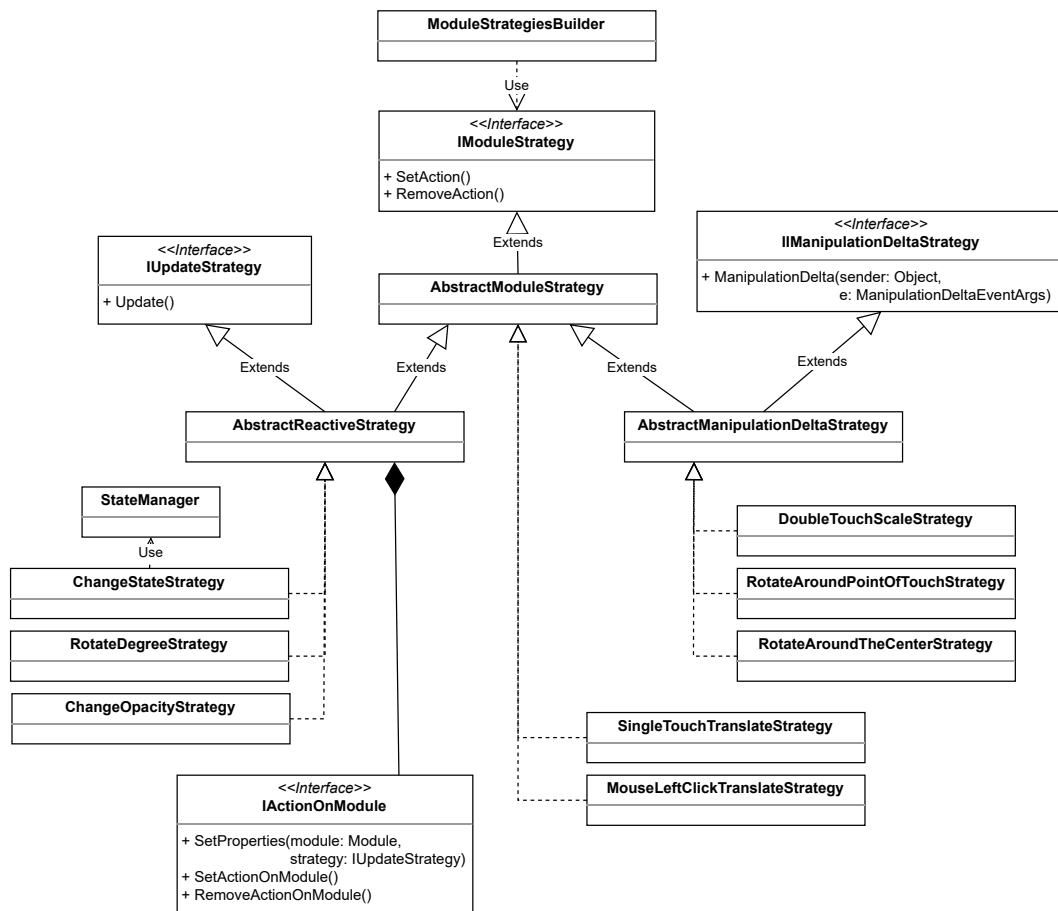 ModuleStrategiesBuilder
Use
<<Interface>>
IModuleStrategy
+ SetAction()
+ RemoveAction()
Extends
<<Interface>>
IUpdateStrategy
+ Update()
AbstractModuleStrategy
<<Interface>>
IIManipulationDeltaStrategy
+ ManipulationDelta(sender: Object,
e: ManipulationDeltaEventArgs)
Extends
Extends
Extends
Extends
AbstractReactiveStrategy
AbstractManipulationDeltaStrategy
StateManager
Use
ChangeStateStrategy
RotateDegreeStrategy
ChangeOpacityStrategy
DoubleTouchScaleStrategy
RotateAroundPointOfTouchStrategy
RotateAroundTheCenterStrategy
SingleTouchTranslateStrategy
MouseLeftClickTranslateStrategy
<<Interface>>
IActionOnModule
+ SetProperties(module: Module,
strategy: IUpdateStrategy)
+ SetActionOnModule()
+ RemoveActionOnModule()